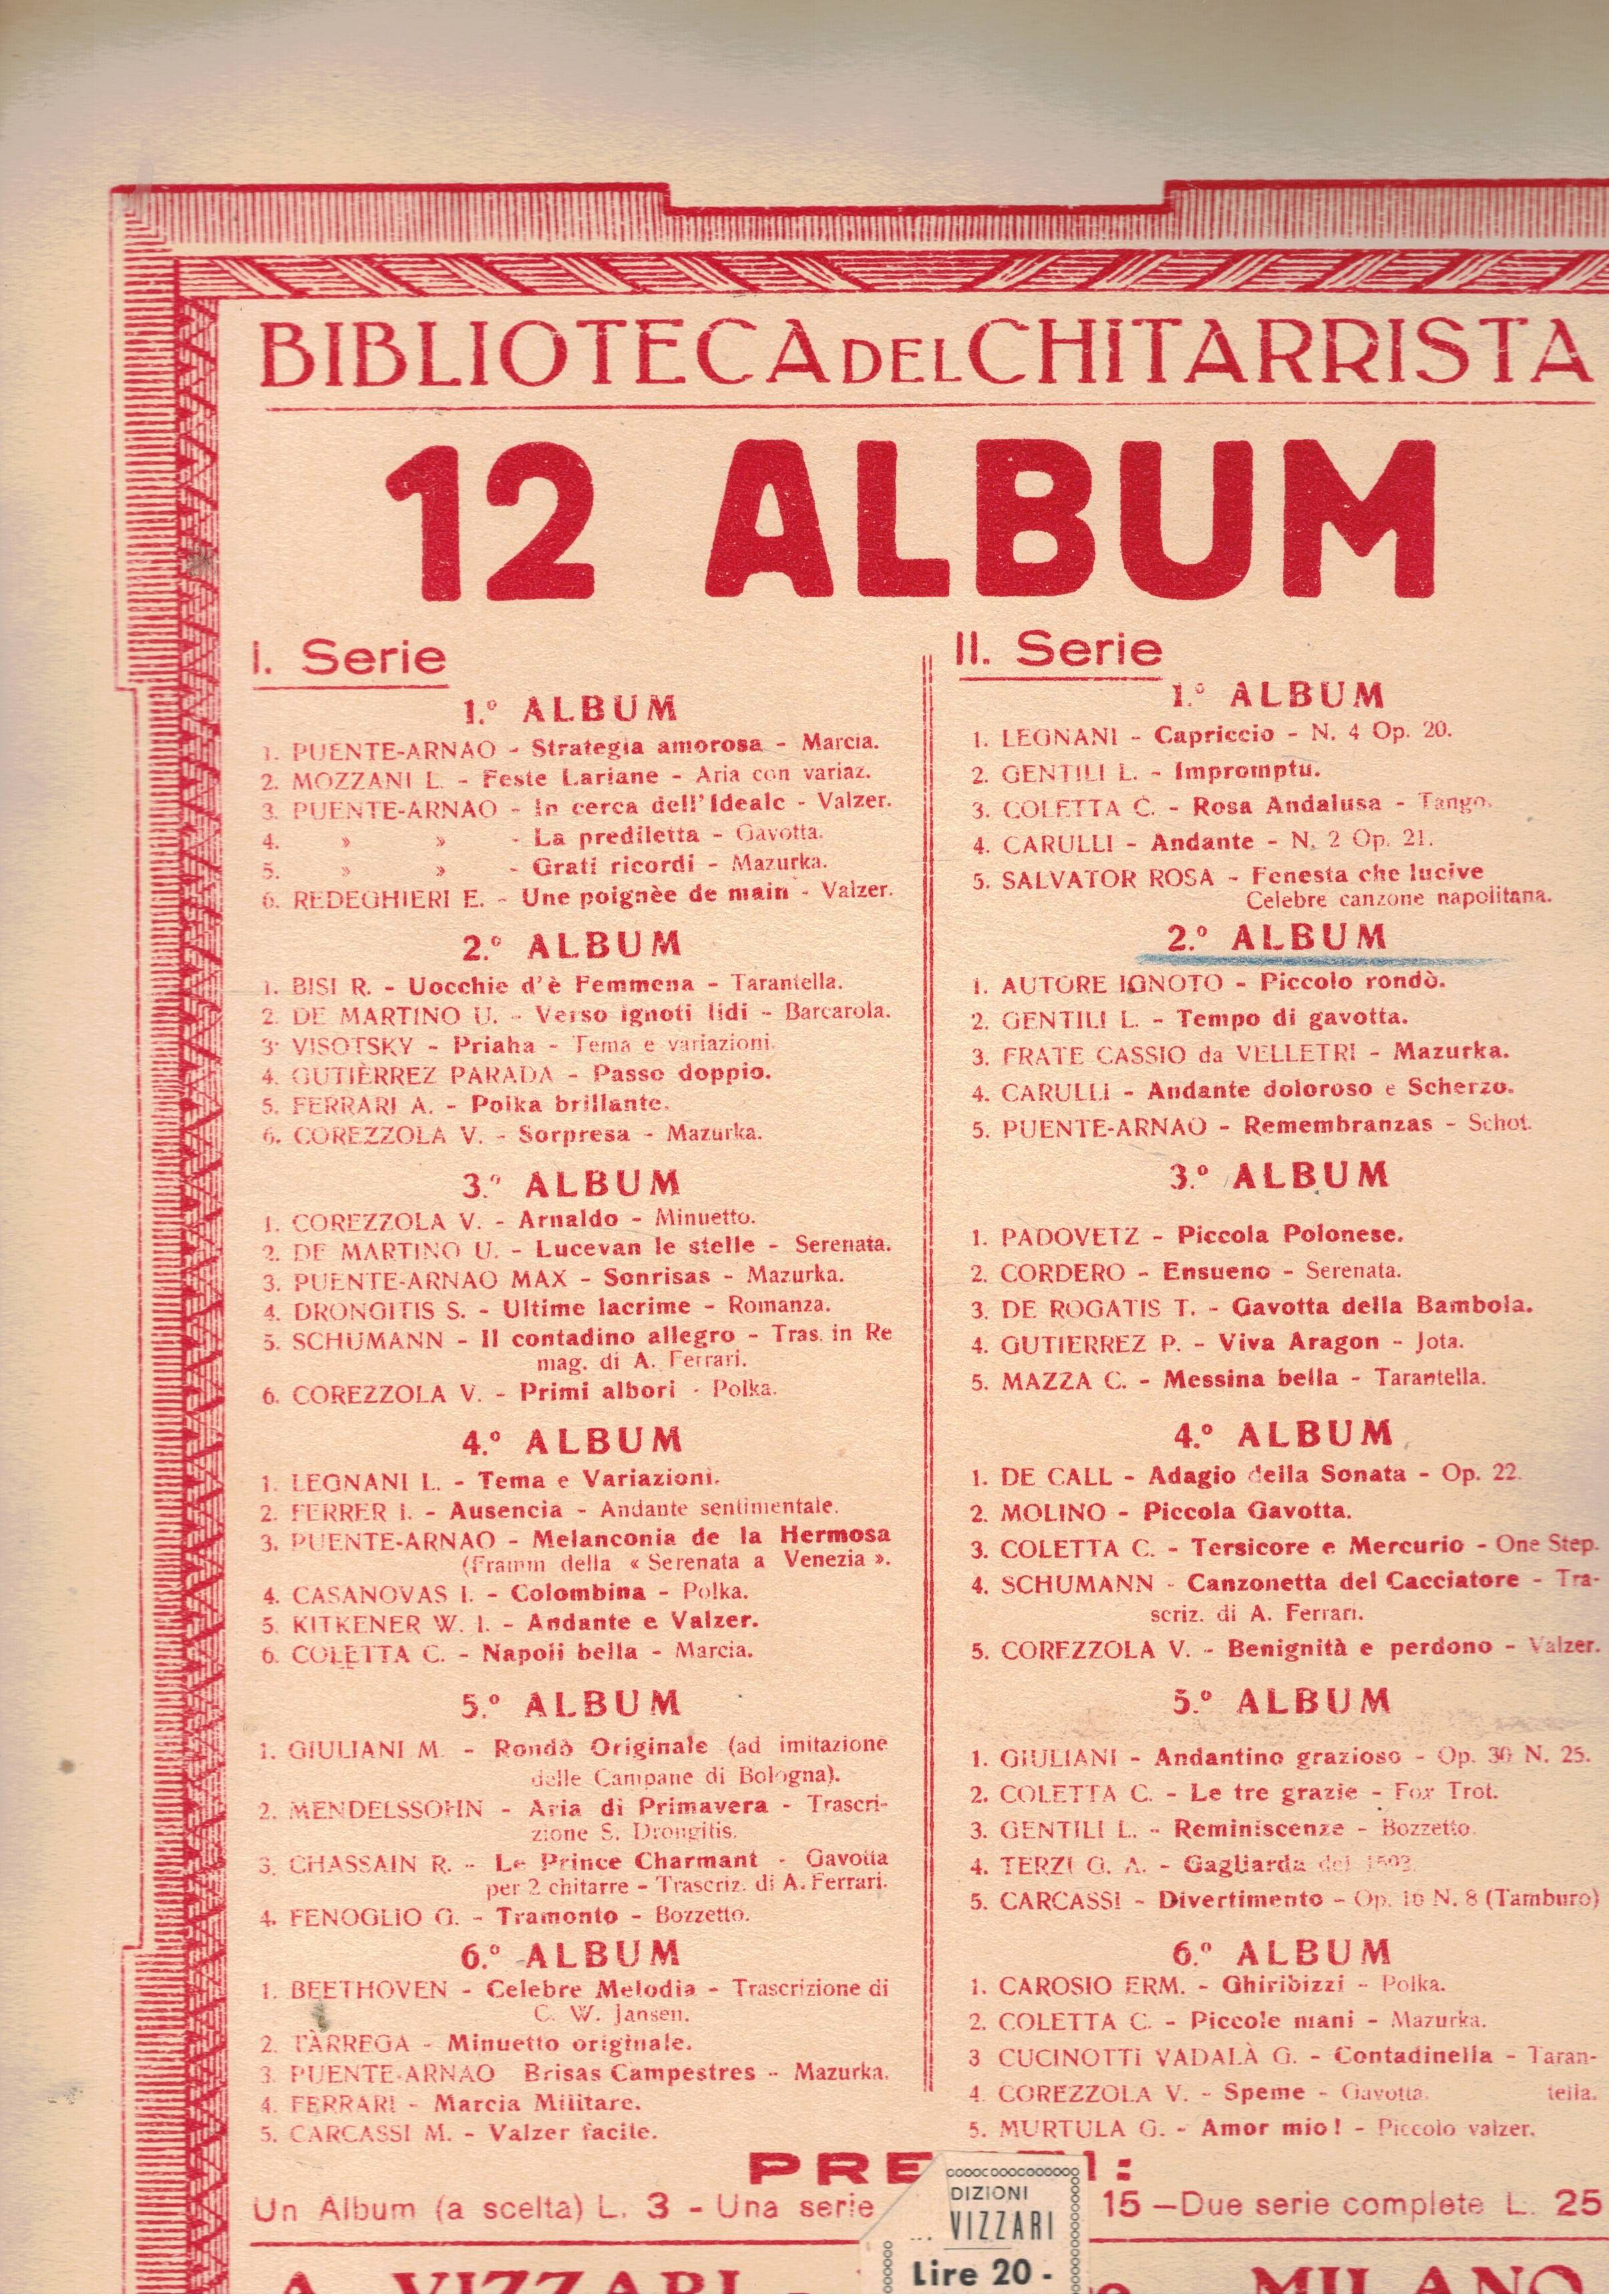 BIBLIOTECA DEL CHITARRISTA
12 ALBUM
I. Serie
1.º ALBUM
1. PUENTE-ARNAO - Strategia amorosa - Marcia.
2. MOZZANI L. - Feste Lariane - Aria con variaz.
3. PUENTE-ARNAO - In cerca dell'Ideale - Valzer.
4. » » - La prediletta - Gavotta.
5. » » - Grati ricordi - Mazurka.
6. REDEGHIERI E. - Une poignèe de main - Valzer.
2.º ALBUM
1. BISI R. - Uocchie d'è Femmena - Tarantella.
2. DE MARTINO U. - Verso ignoti lidi - Barcarola.
3. VISOTSKY - Priaha - Tema e variazioni.
4. GUTIÈRREZ PARADA - Passo doppio.
5. FERRARI A. - Polka brillante.
6. COREZZOLA V. - Sorpresa - Mazurka.
3.º ALBUM
1. COREZZOLA V. - Arnaldo - Minuetto.
2. DE MARTINO U. - Lucevan le stelle - Serenata.
3. PUENTE-ARNAO MAX - Sonrisas - Mazurka.
4. DRONGITIS S. - Ultime lacrime - Romanza.
5. SCHUMANN - Il contadino allegro - Tras. in Re
mag. di A. Ferrari.
6. COREZZOLA V. - Primi albori - Polka.
4.º ALBUM
1. LEGNANI L. - Tema e Variazioni.
2. FERRER I. - Ausencia - Andante sentimentale.
3. PUENTE-ARNAO - Melanconia de la Hermosa
(Framm della « Serenata a Venezia ».
4. CASANOVAS I. - Colombina - Polka.
5. KITKENER W. I. - Andante e Valzer.
6. COLETTA C. - Napoli bella - Marcia.
5.º ALBUM
1. GIULIANI M. - Rondò Originale (ad imitazione
delle Campane di Bologna).
2. MENDELSSOHN - Aria di Primavera - Trascri-
zione S. Drongitis.
3. CHASSAIN R. - Le Prince Charmant - Gavotta
per 2 chitarre - Trascriz. di A. Ferrari.
4. FENOGLIO G. - Tramonto - Bozzetto.
6.º ALBUM
1. BEETHOVEN - Celebre Melodia - Trascrizione di
C. W. Jansen.
2. TÀRREGA - Minuetto originale.
3. PUENTE-ARNAO Brisas Campestres - Mazurka.
4. FERRARI - Marcia Militare.
5. CARCASSI M. - Valzer facile.
II. Serie
1.º ALBUM
1. LEGNANI - Capriccio - N. 4 Op. 20.
2. GENTILI L. - Impromptu.
3. COLETTA C. - Rosa Andalusa - Tango.
4. CARULLI - Andante - N. 2 Op. 21.
5. SALVATOR ROSA - Fenesta che lucive
Celebre canzone napolitana.
2.º ALBUM
1. AUTORE IGNOTO - Piccolo rondò.
2. GENTILI L. - Tempo di gavotta.
3. FRATE CASSIO da VELLETRI - Mazurka.
4. CARULLI - Andante doloroso e Scherzo.
5. PUENTE-ARNAO - Remembranzas - Schot.
3.º ALBUM
1. PADOVETZ - Piccola Polonese.
2. CORDERO - Ensueno - Serenata.
3. DE ROGATIS T. - Gavotta della Bambola.
4. GUTIERREZ P. - Viva Aragon - Jota.
5. MAZZA C. - Messina bella - Tarantella.
4.º ALBUM
1. DE CALL - Adagio della Sonata - Op. 22.
2. MOLINO - Piccola Gavotta.
3. COLETTA C. - Tersicore e Mercurio - One Step.
4. SCHUMANN - Canzonetta del Cacciatore - Tra-
scriz. di A. Ferrari.
5. COREZZOLA V. - Benignità e perdono - Valzer.
5.º ALBUM
1. GIULIANI - Andantino grazioso - Op. 30 N. 25.
2. COLETTA C. - Le tre grazie - Fox Trot.
3. GENTILI L. - Reminiscenze - Bozzetto.
4. TERZI G. A. - Gagliarda del
5. CARCASSI - Divertimento - Op. 16 N. 8 (Tamburo)
6.º ALBUM
1. CAROSIO ERM. - Ghiribizzi - Polka.
2. COLETTA C. - Piccole mani - Mazurka.
3 CUCINOTTI VADALÀ G. - Contadinella - Taran-
4. COREZZOLA V. - Speme - Gavotta. tella.
5. MURTULA G. - Amor mio! - Piccolo valzer.
Un Album (a scelta) L. 3 - Una serie 15 — Due serie complete L. 25
DIZIONI
VIZZARI
Lire 20 -
A. VIZZARI - MILANO